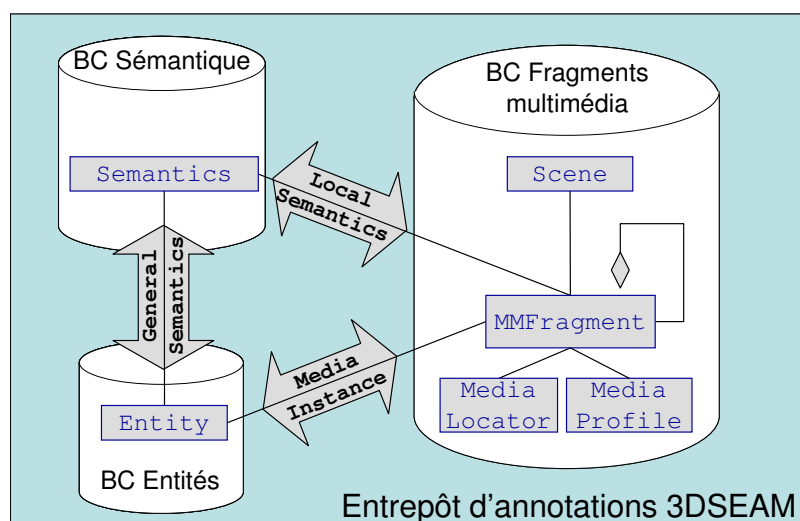 BC Sémantique
BC Fragments
multimédia
Semantics
Local
Semantics
Scene
General
Semantics
MMFragment
Media
Instance
Media
Locator
Media
Profile
Entity
BC Entités
Entrepôt d'annotations 3DSEAM